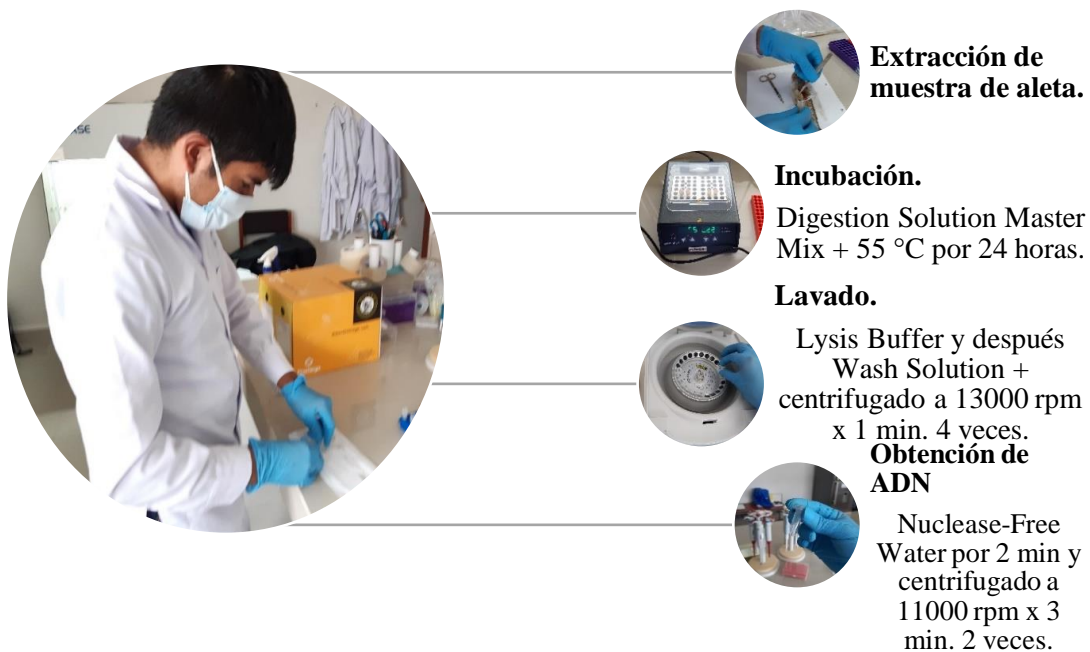 Extracción de
muestra de aleta.
Incubación.
Digestion Solution Master
Mix + 55 °C por 24 horas.
Lavado.
Lysis Buffer y después
Wash Solution +
centrifugado a 13000 rpm
x 1 min. 4 veces.
Obtención de
ADN
Nuclease-Free
Water por 2 min y
centrifugado a
11000 rpm x 3
min. 2 veces.